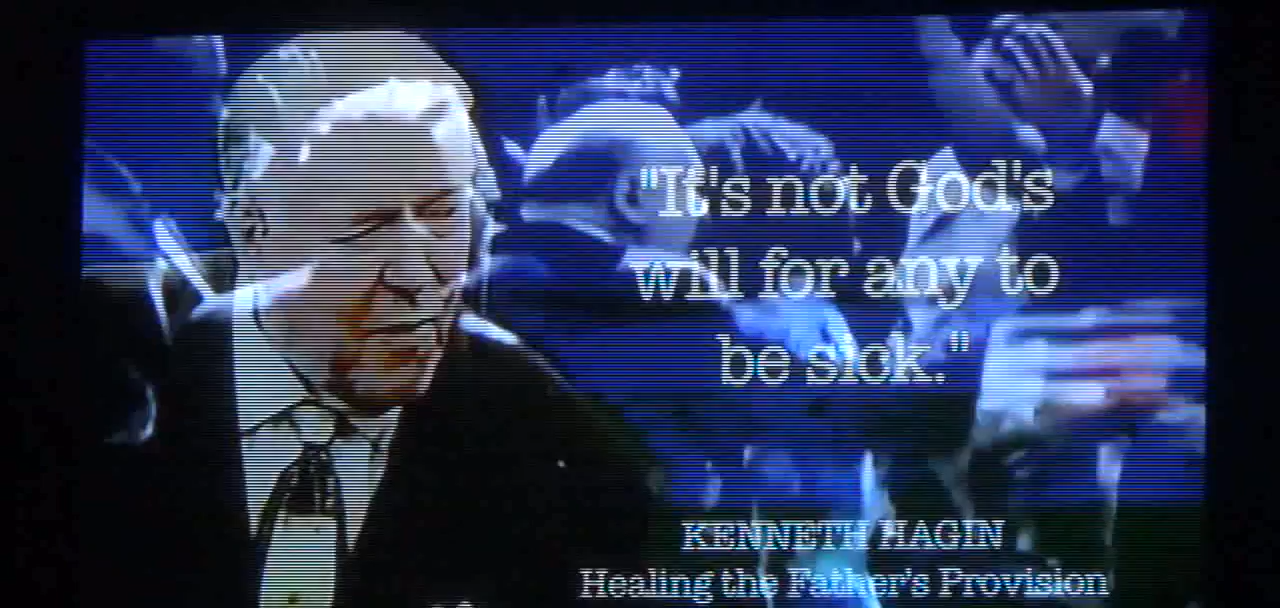 "It's not God's
will for any to
be sick."
KENNETH HAGIN
Healing the Father's Provision